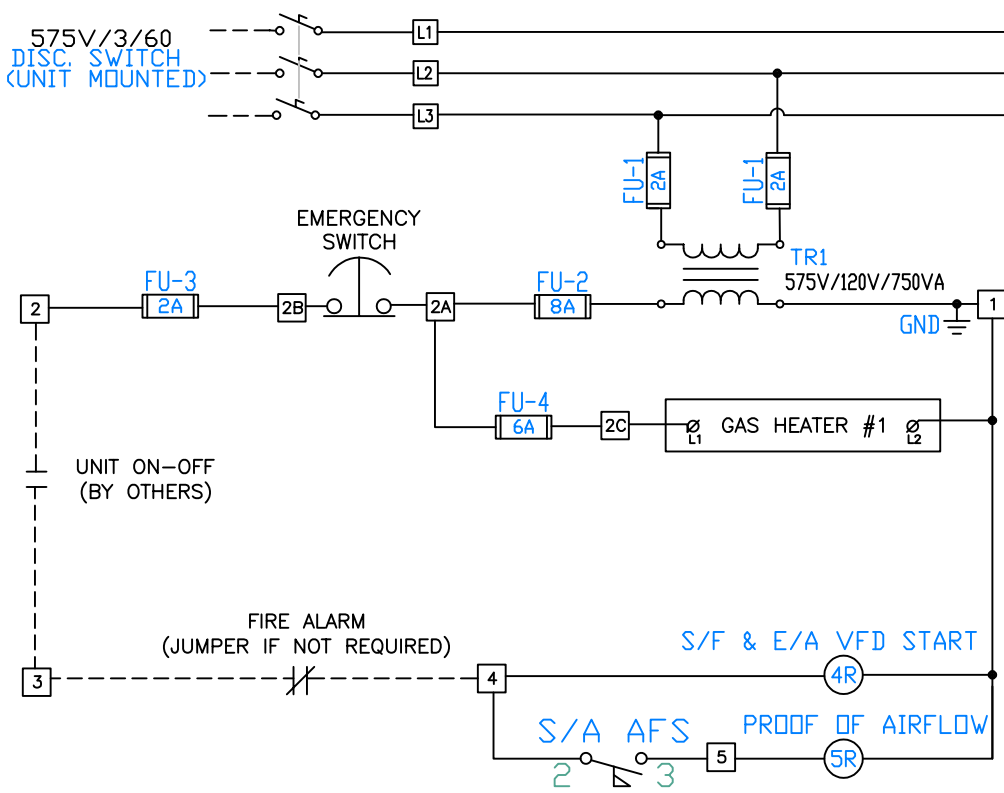 575V/3/60
DISC. SWITCH
(UNIT MOUNTED)
L1
L2
L3
FU-1
2A
FU-1
2A
TR1
575V/120V/750VA
EMERGENCY
SWITCH
FU-3
2A
FU-2
8A
2
2B
2A
1
GND
FU-4
6A
2C
L1
GAS HEATER #1
L2
UNIT ON-OFF
(BY OTHERS)
FIRE ALARM
(JUMPER IF NOT REQUIRED)
S/F & E/A VFD START
3
4
4R
S/A AFS
PROOF OF AIRFLOW
2
3
5
5R